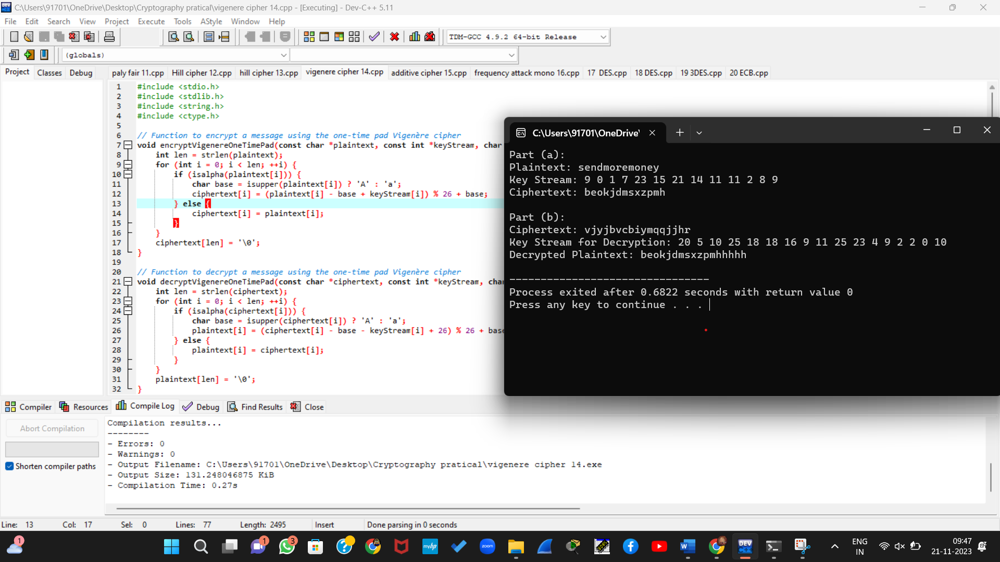 C:\Users\91701\OneDrive\Desktop\Cryptography pratical\vigenere cipher 14.cpp - [Executing] - Dev-C++ 5.11
File Edit Search View Project Execute Tools AStyle Window Help
TDM-GCC 4.9.2 64-bit Release
(globals)
Project Classes Debug
paly fair 11.cpp Hill cipher 12.cpp hill cipher 13.cpp vigenere cipher 14.cpp additive cipher 15.cpp frequency attack mono 16.cpp 17 DES.cpp 18 DES.cpp 19 3DES.cpp 20 ECB.cpp
1 #include <stdio.h>
2 #include <stdlib.h>
3 #include <string.h>
4 #include <ctype.h>
5
6 // Function to encrypt a message using the one-time pad Vigenère cipher
7 void encryptVigenereOneTimePad(const char *plaintext, const int *keyStream, char
8 int len = strlen(plaintext);
9 for (int i = 0; i < len; ++i) {
10 if (isalpha(plaintext[i])) {
11 char base = isupper(plaintext[i]) ? 'A' : 'a';
12 ciphertext[i] = (plaintext[i] - base + keyStream[i]) % 26 + base;
13 } else {
14 ciphertext[i] = plaintext[i];
15 }
16 }
17 ciphertext[len] = '\0';
18 }
19
20 // Function to decrypt a message using the one-time pad Vigenère cipher
21 void decryptVigenereOneTimePad(const char *ciphertext, const int *keyStream, cha
22 int len = strlen(ciphertext);
23 for (int i = 0; i < len; ++i) {
24 if (isalpha(ciphertext[i])) {
25 char base = isupper(ciphertext[i]) ? 'A' : 'a';
26 plaintext[i] = (ciphertext[i] - base - keyStream[i] + 26) % 26 + base
27 } else {
28 plaintext[i] = ciphertext[i];
29 }
30 }
31 plaintext[len] = '\0';
32 }
C:\Users\91701\OneDrive\
Part (a):
Plaintext: sendmoremoney
Key Stream: 9 0 1 7 23 15 21 14 11 11 2 8 9
Ciphertext: beokjdmsxzpmh
Part (b):
Ciphertext: vjyjbvcbiymqqjjhr
Key Stream for Decryption: 20 5 10 25 18 18 16 9 11 25 23 4 9 2 2 0 10
Decrypted Plaintext: beokjdmsxzpmhhhhh
--------------------------------
Process exited after 0.6822 seconds with return value 0
Press any key to continue . . .
Compiler Resources Compile Log Debug Find Results Close
Abort Compilation
Shorten compiler paths
Compilation results...
--------
- Errors: 0
- Warnings: 0
- Output Filename: C:\Users\91701\OneDrive\Desktop\Cryptography pratical\vigenere cipher 14.exe
- Output Size: 131.248046875 KiB
- Compilation Time: 0.27s
Line: 13 Col: 17 Sel: 0 Lines: 77 Length: 2495 Insert Done parsing in 0 seconds
1
1
3
myhp
zoom
W
DEV C++
ENG
IN
09:47
21-11-2023